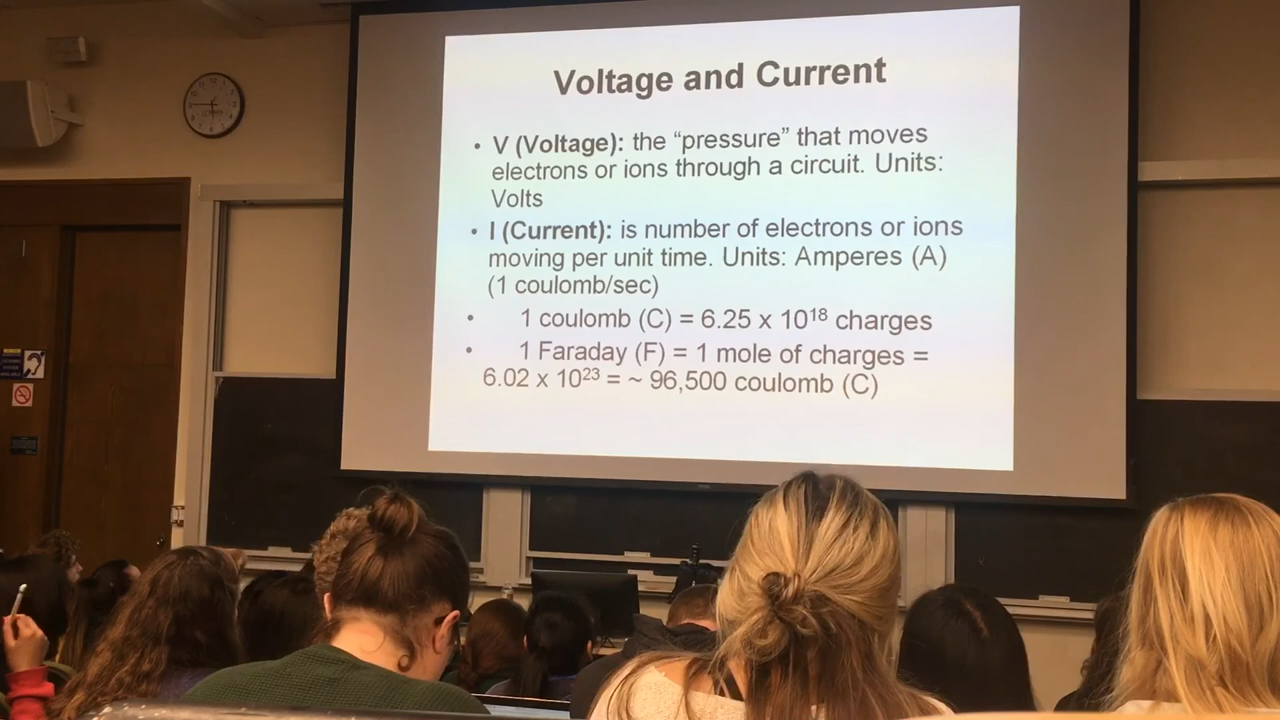 Voltage and Current
• V (Voltage): the “pressure” that moves
electrons or ions through a circuit. Units:
Volts
• I (Current): is number of electrons or ions
moving per unit time. Units: Amperes (A)
(1 coulomb/sec)
• 1 coulomb (C) = 6.25 x 10¹⁸ charges
• 1 Faraday (F) = 1 mole of charges =
6.02 x 10²³ = ~ 96,500 coulomb (C)